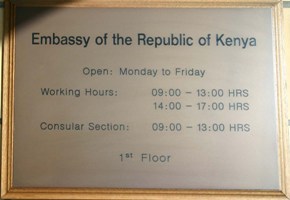 Embassy of the Republic of Kenya
Open: Monday to Friday
Working Hours: 09:00 – 13:00 HRS
14:00 – 17:00 HRS
Consular Section: 09:00 – 13:00 HRS
1st Floor